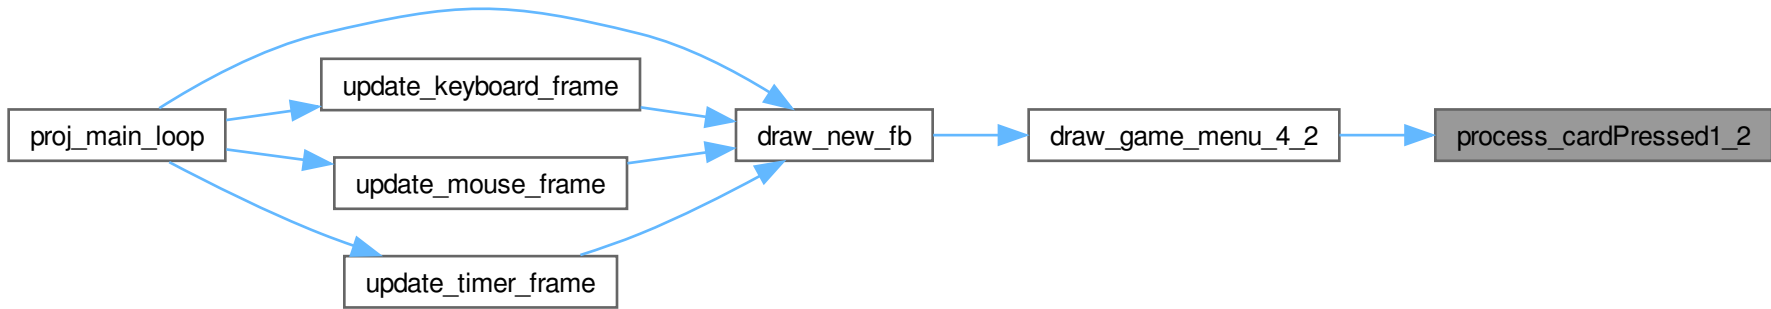 proj_main_loop
update_keyboard_frame
update_mouse_frame
update_timer_frame
draw_new_fb
draw_game_menu_4_2
process_cardPressed1_2